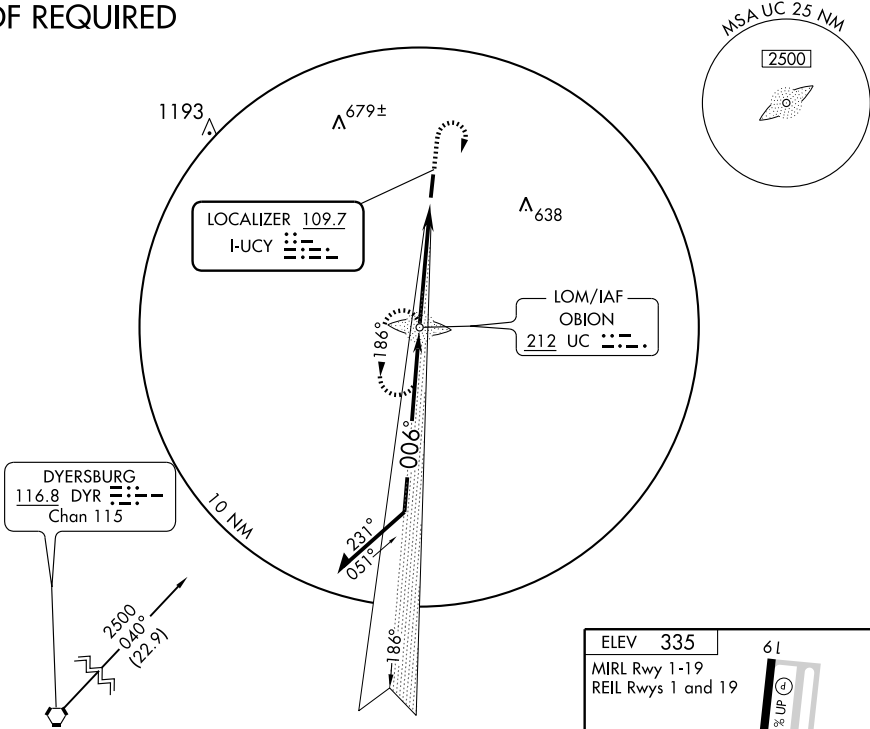 OF REQUIRED
MSA UC 25 NM
2500
1193
679±
638
LOCALIZER 109.7
I-UCY
LOM/IAF
OBION
212 UC
186°
006°
DYERSBURG
116.8 DYR
Chan 115
10 NM
231°
051°
2500
040°
(22.9)
186°
ELEV 335
MIRL Rwy 1-19
REIL Rwys 1 and 19
19
P
% UP